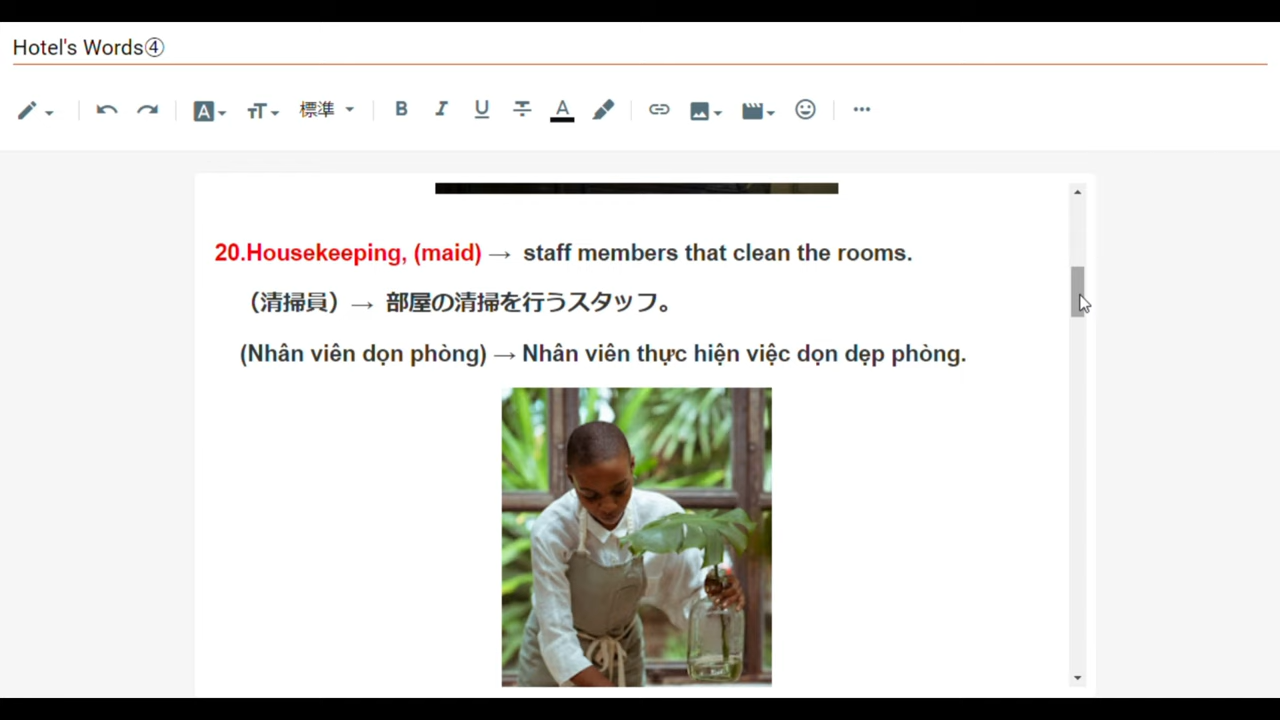 Hotel's Words④
標準
20.Housekeeping, (maid) → staff members that clean the rooms.
（清掃員）→ 部屋の清掃を行うスタッフ。
(Nhân viên dọn phòng) → Nhân viên thực hiện việc dọn dẹp phòng.